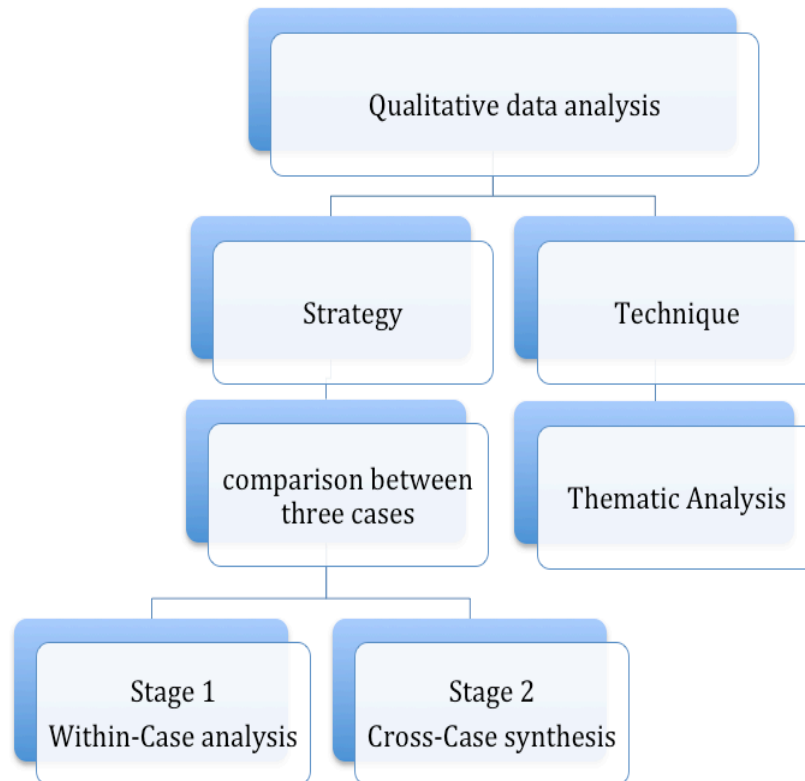 Qualitative data analysis
Strategy
Technique
comparison between
three cases
Thematic Analysis
Stage 1
Within-Case analysis
Stage 2
Cross-Case synthesis